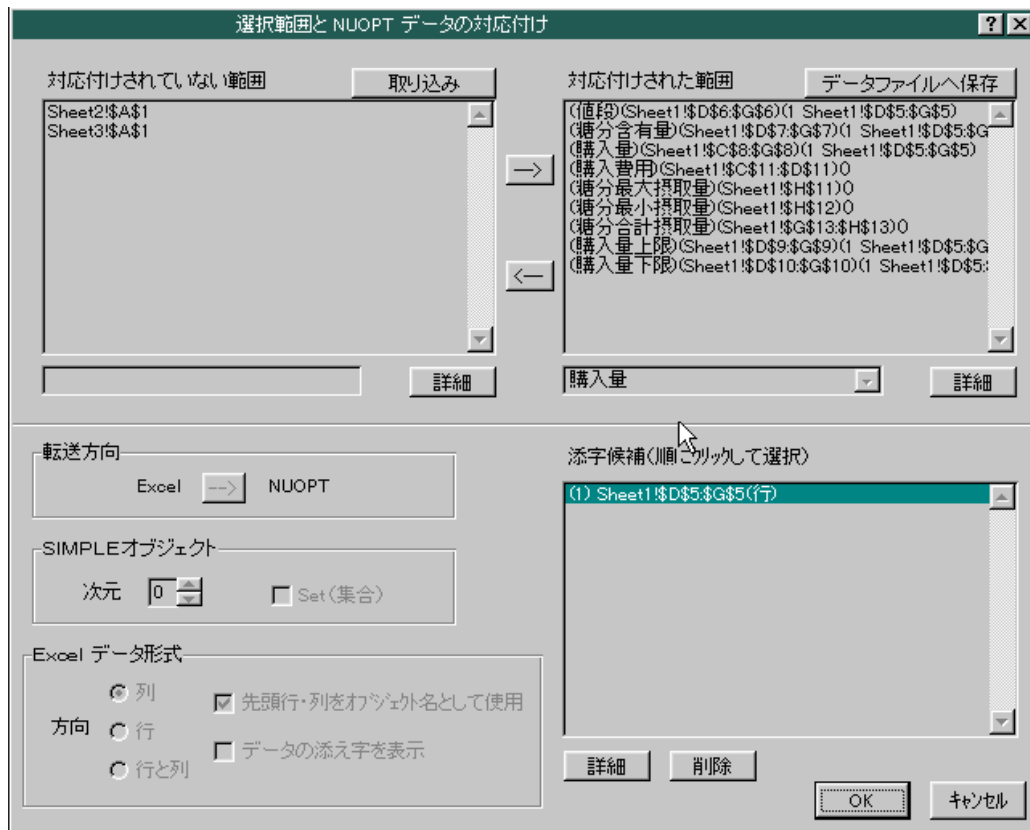 選択範囲と NUOPT データの対応付け
対応付けされていない範囲
取り込み
Sheet2!$A$1
Sheet3!$A$1
詳細
-->
<--
対応付けされた範囲
データファイルへ保存
(値段)(Sheet1!$D$6:$G$6)(1 Sheet1!$D$5:$G$5)
(糖分含有量)(Sheet1!$D$7:$G$7)(1 Sheet1!$D$5:$G
(購入量)(Sheet1!$C$8:$G$8)(1 Sheet1!$D$5:$G$5)
(購入費用)(Sheet1!$C$11:$D$11)()
(糖分最大摂取量)(Sheet1!$H$11)()
(糖分最小摂取量)(Sheet1!$H$12)()
(糖分合計摂取量)(Sheet1!$G$13:$H$13)()
(購入量上限)(Sheet1!$D$9:$G$9)(1 Sheet1!$D$5:$G
(購入量下限)(Sheet1!$D$10:$G$10)(1 Sheet1!$D$5:
購入量
詳細
転送方向
Excel --> NUOPT
SIMPLEオブジェクト
次元 0 Set(集合)
Excel データ形式
方向
列
行
行と列
先頭行・列をオブジェクト名として使用
データの添え字を表示
添字候補(順にクリックして選択)
(1) Sheet1!$D$5:$G$5(行)
詳細
削除
OK
キャンセル